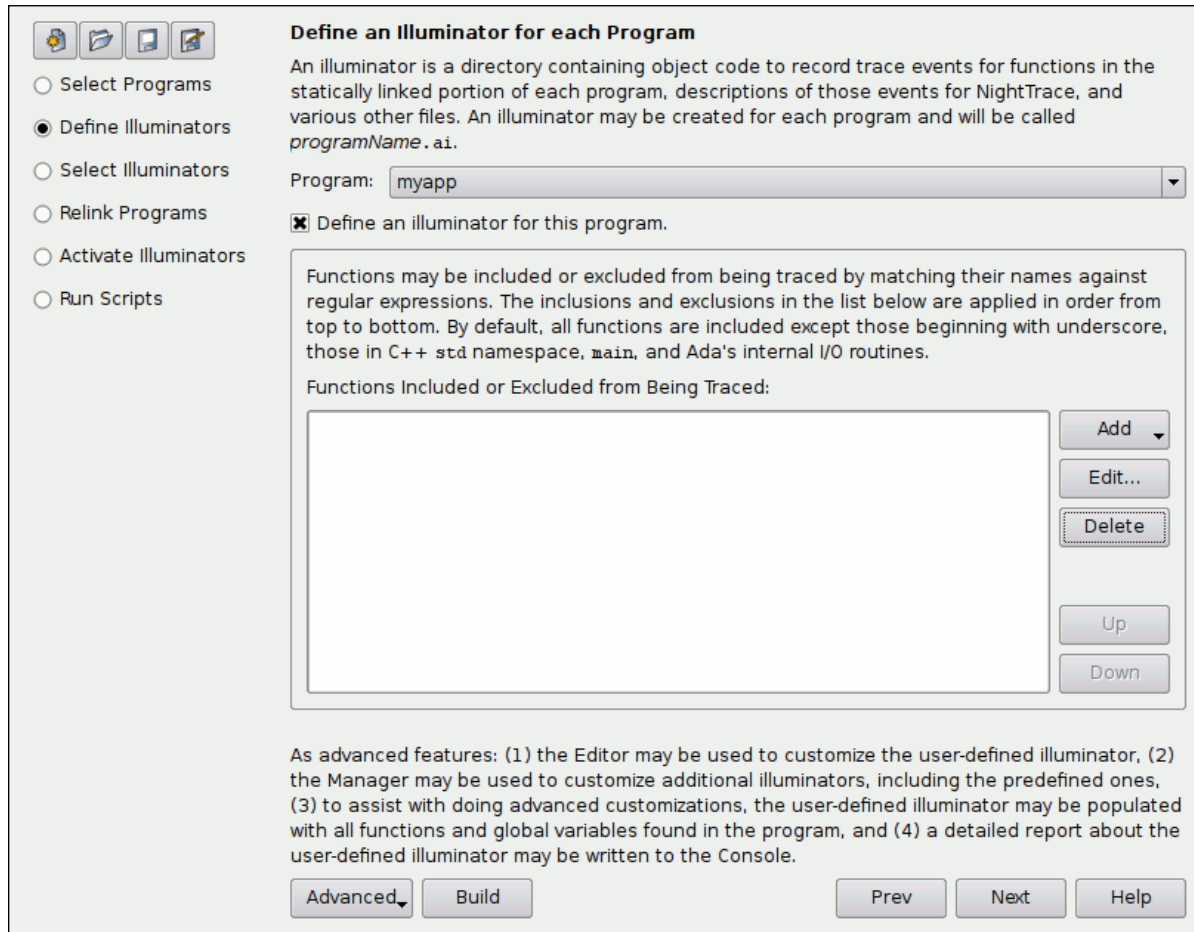 Define an Illuminator for each Program
An illuminator is a directory containing object code to record trace events for functions in the
statically linked portion of each program, descriptions of those events for NightTrace, and
various other files. An illuminator may be created for each program and will be called
programName.ai.
Select Programs
Define Illuminators
Select Illuminators
Relink Programs
Activate Illuminators
Run Scripts
Program: myapp
Define an illuminator for this program.
Functions may be included or excluded from being traced by matching their names against
regular expressions. The inclusions and exclusions in the list below are applied in order from
top to bottom. By default, all functions are included except those beginning with underscore,
those in C++ std namespace, main, and Ada's internal I/O routines.
Functions Included or Excluded from Being Traced:
Add
Edit...
Delete
Up
Down
As advanced features: (1) the Editor may be used to customize the user-defined illuminator, (2)
the Manager may be used to customize additional illuminators, including the predefined ones,
(3) to assist with doing advanced customizations, the user-defined illuminator may be populated
with all functions and global variables found in the program, and (4) a detailed report about the
user-defined illuminator may be written to the Console.
Advanced Build Prev Next Help